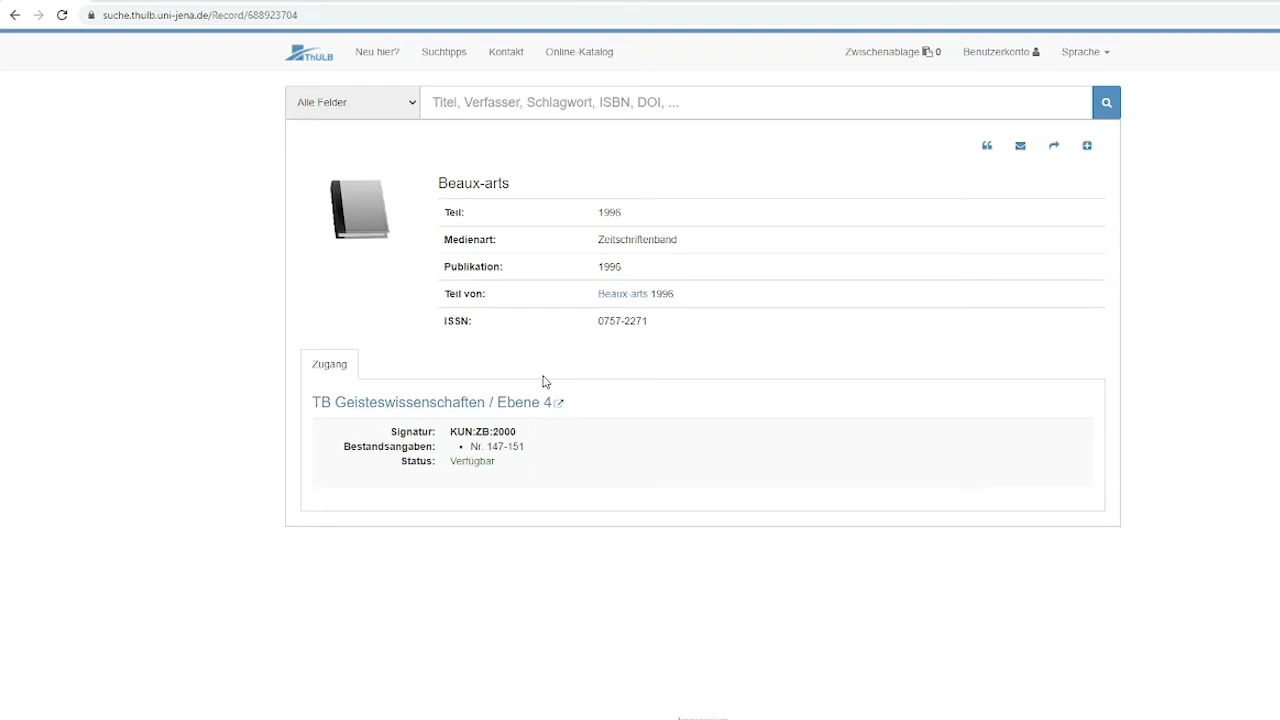 suche.thulb.uni-jena.de/Record/688923704
ThULB Neu hier? Suchtipps Kontakt Online-Katalog Zwischenablage 0 Benutzerkonto Sprache
Alle Felder Titel, Verfasser, Schlagwort, ISBN, DOI, ...
Beaux-arts
Teil: 1996
Medienart: Zeitschriftenband
Publikation: 1996
Teil von: Beaux-arts 1996
ISSN: 0757-2271
Zugang
TB Geisteswissenschaften / Ebene 4
Signatur: KUN:ZB:2000
Bestandsangaben: • Nr. 147-151
Status: Verfügbar